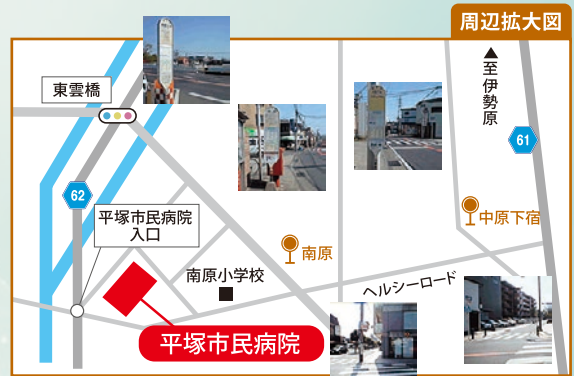 周辺拡大図
▲至伊勢原
東雲橋
61
62
平塚市民病院
入口
中原下宿
南原
南原小学校
ヘルシーロード
平塚市民病院